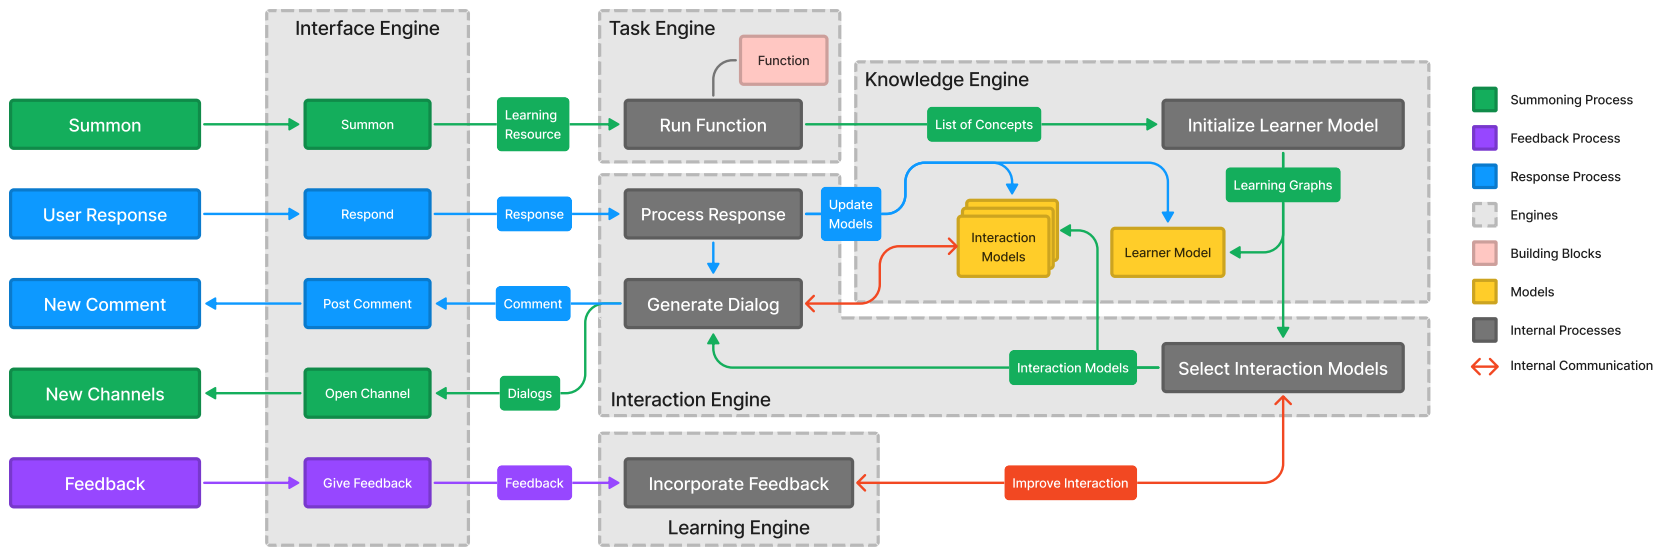 Interface Engine
Task Engine
Function
Knowledge Engine
Summon
Summon
Learning
Resource
Run Function
List of Concepts
Initialize Learner Model
Learning Graphs
User Response
Respond
Response
Process Response
Update
Models
Interaction
Models
Learner Model
New Comment
Post Comment
Comment
Generate Dialog
New Channels
Open Channel
Dialogs
Interaction Models
Select Interaction Models
Interaction Engine
Feedback
Give Feedback
Feedback
Incorporate Feedback
Improve Interaction
Learning Engine
Summoning Process
Feedback Process
Response Process
Engines
Building Blocks
Models
Internal Processes
Internal Communication